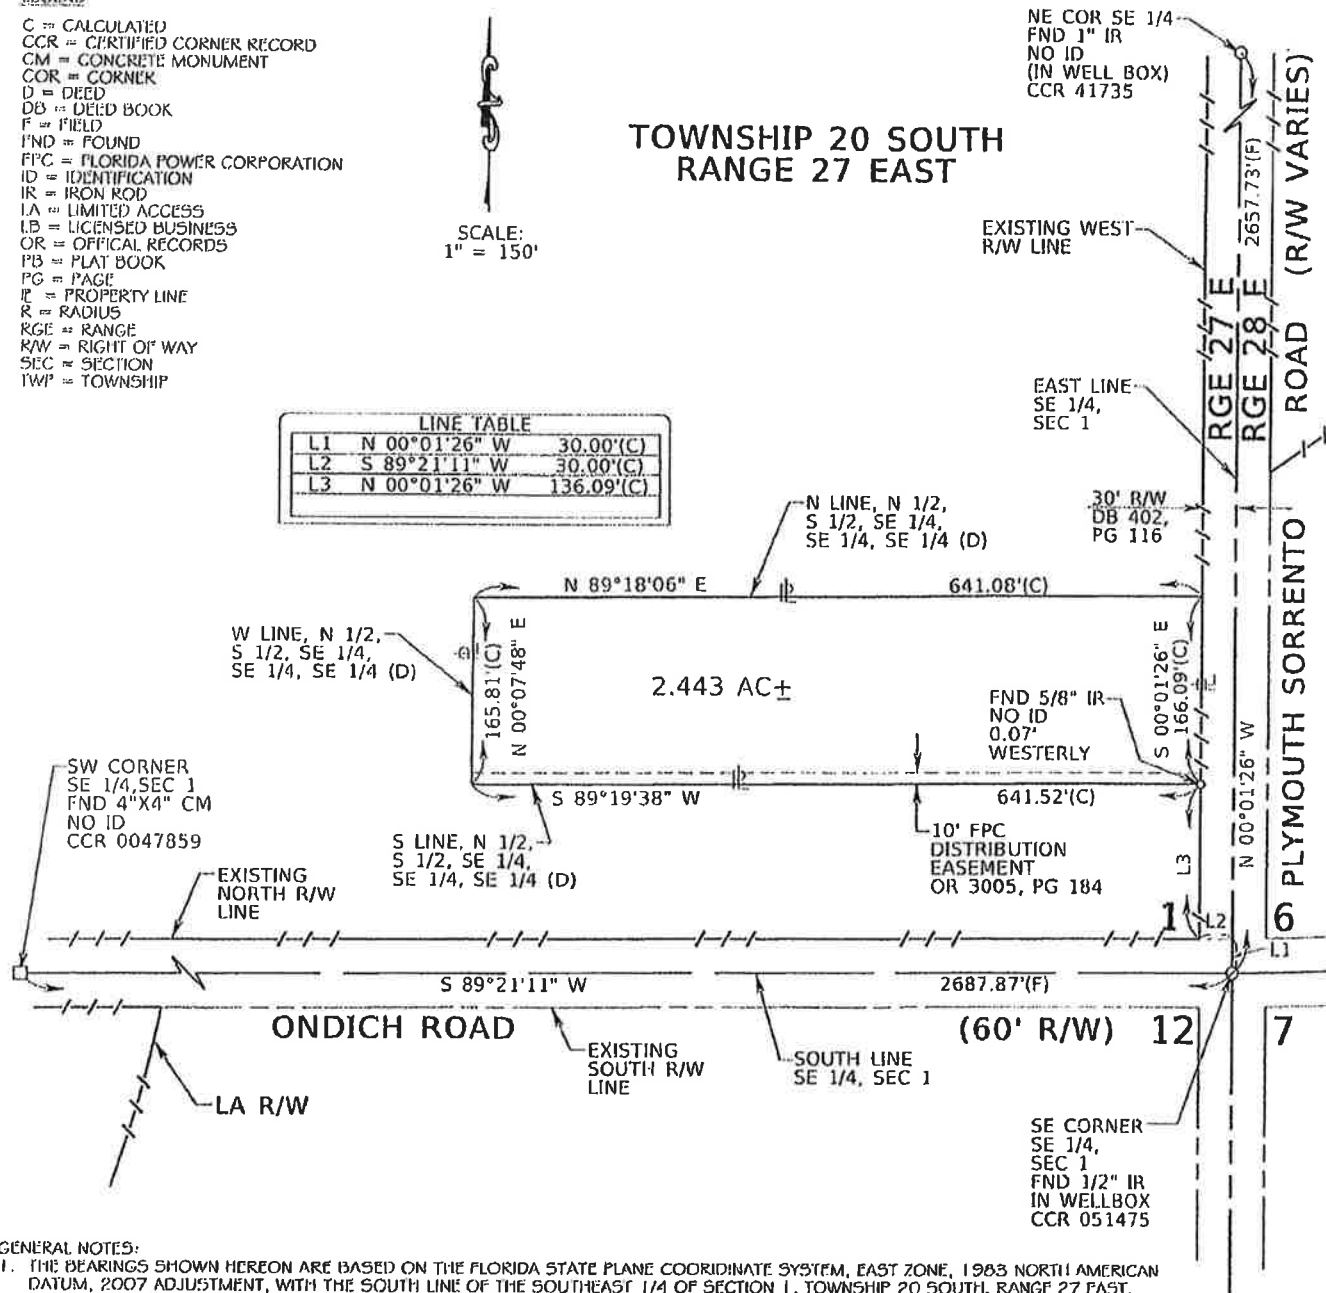 C = CALCULATED
CCR = CERTIFIED CORNER RECORD
CM = CONCRETE MONUMENT
COR = CORNER
D = DEED
DB = DEED BOOK
F = FIELD
FND = FOUND
FPC = FLORIDA POWER CORPORATION
ID = IDENTIFICATION
IR = IRON ROD
LA = LIMITED ACCESS
LB = LICENSED BUSINESS
OR = OFFICAL RECORDS
PB = PLAT BOOK
PG = PAGE
PL = PROPERTY LINE
R = RADIUS
RGE = RANGE
R/W = RIGHT OF WAY
SEC = SECTION
TWP = TOWNSHIP
SCALE:
1" = 150'
TOWNSHIP 20 SOUTH
RANGE 27 EAST
NE COR SE 1/4
FND 1" IR
NO ID
(IN WELL BOX)
CCR 41735
2657.73'(F)
EXISTING WEST
R/W LINE
RGE 27 E
RGE 28 E
PLYMOUTH SORRENTO ROAD (R/W VARIES)
EAST LINE
SE 1/4,
SEC 1
LINE TABLE
L1 N 00°01'26" W 30.00'(C)
L2 S 89°21'11" W 30.00'(C)
L3 N 00°01'26" W 136.09'(C)
30' R/W
DB 402,
PG 116
N LINE, N 1/2,
S 1/2, SE 1/4,
SE 1/4, SE 1/4 (D)
N 89°18'06" E 641.08'(C)
W LINE, N 1/2,
S 1/2, SE 1/4,
SE 1/4, SE 1/4 (D)
165.81'(C)
N 00°07'48" E
2.443 AC±
FND 5/8" IR
NO ID
0.07'
WESTERLY
S 00°01'26" E
166.09'(C)
N 00°01'26" W
S 89°19'38" W 641.52'(C)
SW CORNER
SE 1/4,SEC 1
FND 4"X4" CM
NO ID
CCR 0047859
S LINE, N 1/2,
S 1/2, SE 1/4,
SE 1/4, SE 1/4 (D)
10' FPC
DISTRIBUTION
EASEMENT
OR 3005, PG 184
L3
EXISTING
NORTH R/W
LINE
1 L2 6
L1
S 89°21'11" W 2687.87'(F)
ONDICH ROAD (60' R/W) 12 7
EXISTING
SOUTH R/W
LINE
SOUTH LINE
SE 1/4, SEC 1
LA R/W
SE CORNER
SE 1/4,
SEC 1
FND 1/2" IR
IN WELLBOX
CCR 051475
GENERAL NOTES:
1. THE BEARINGS SHOWN HEREON ARE BASED ON THE FLORIDA STATE PLANE COORIDINATE SYSTEM, EAST ZONE, 1983 NORTH AMERICAN
DATUM, 2007 ADJUSTMENT, WITH THE SOUTH LINE OF THE SOUTHEAST 1/4 OF SECTION 1, TOWNSHIP 20 SOUTH, RANGE 27 EAST,